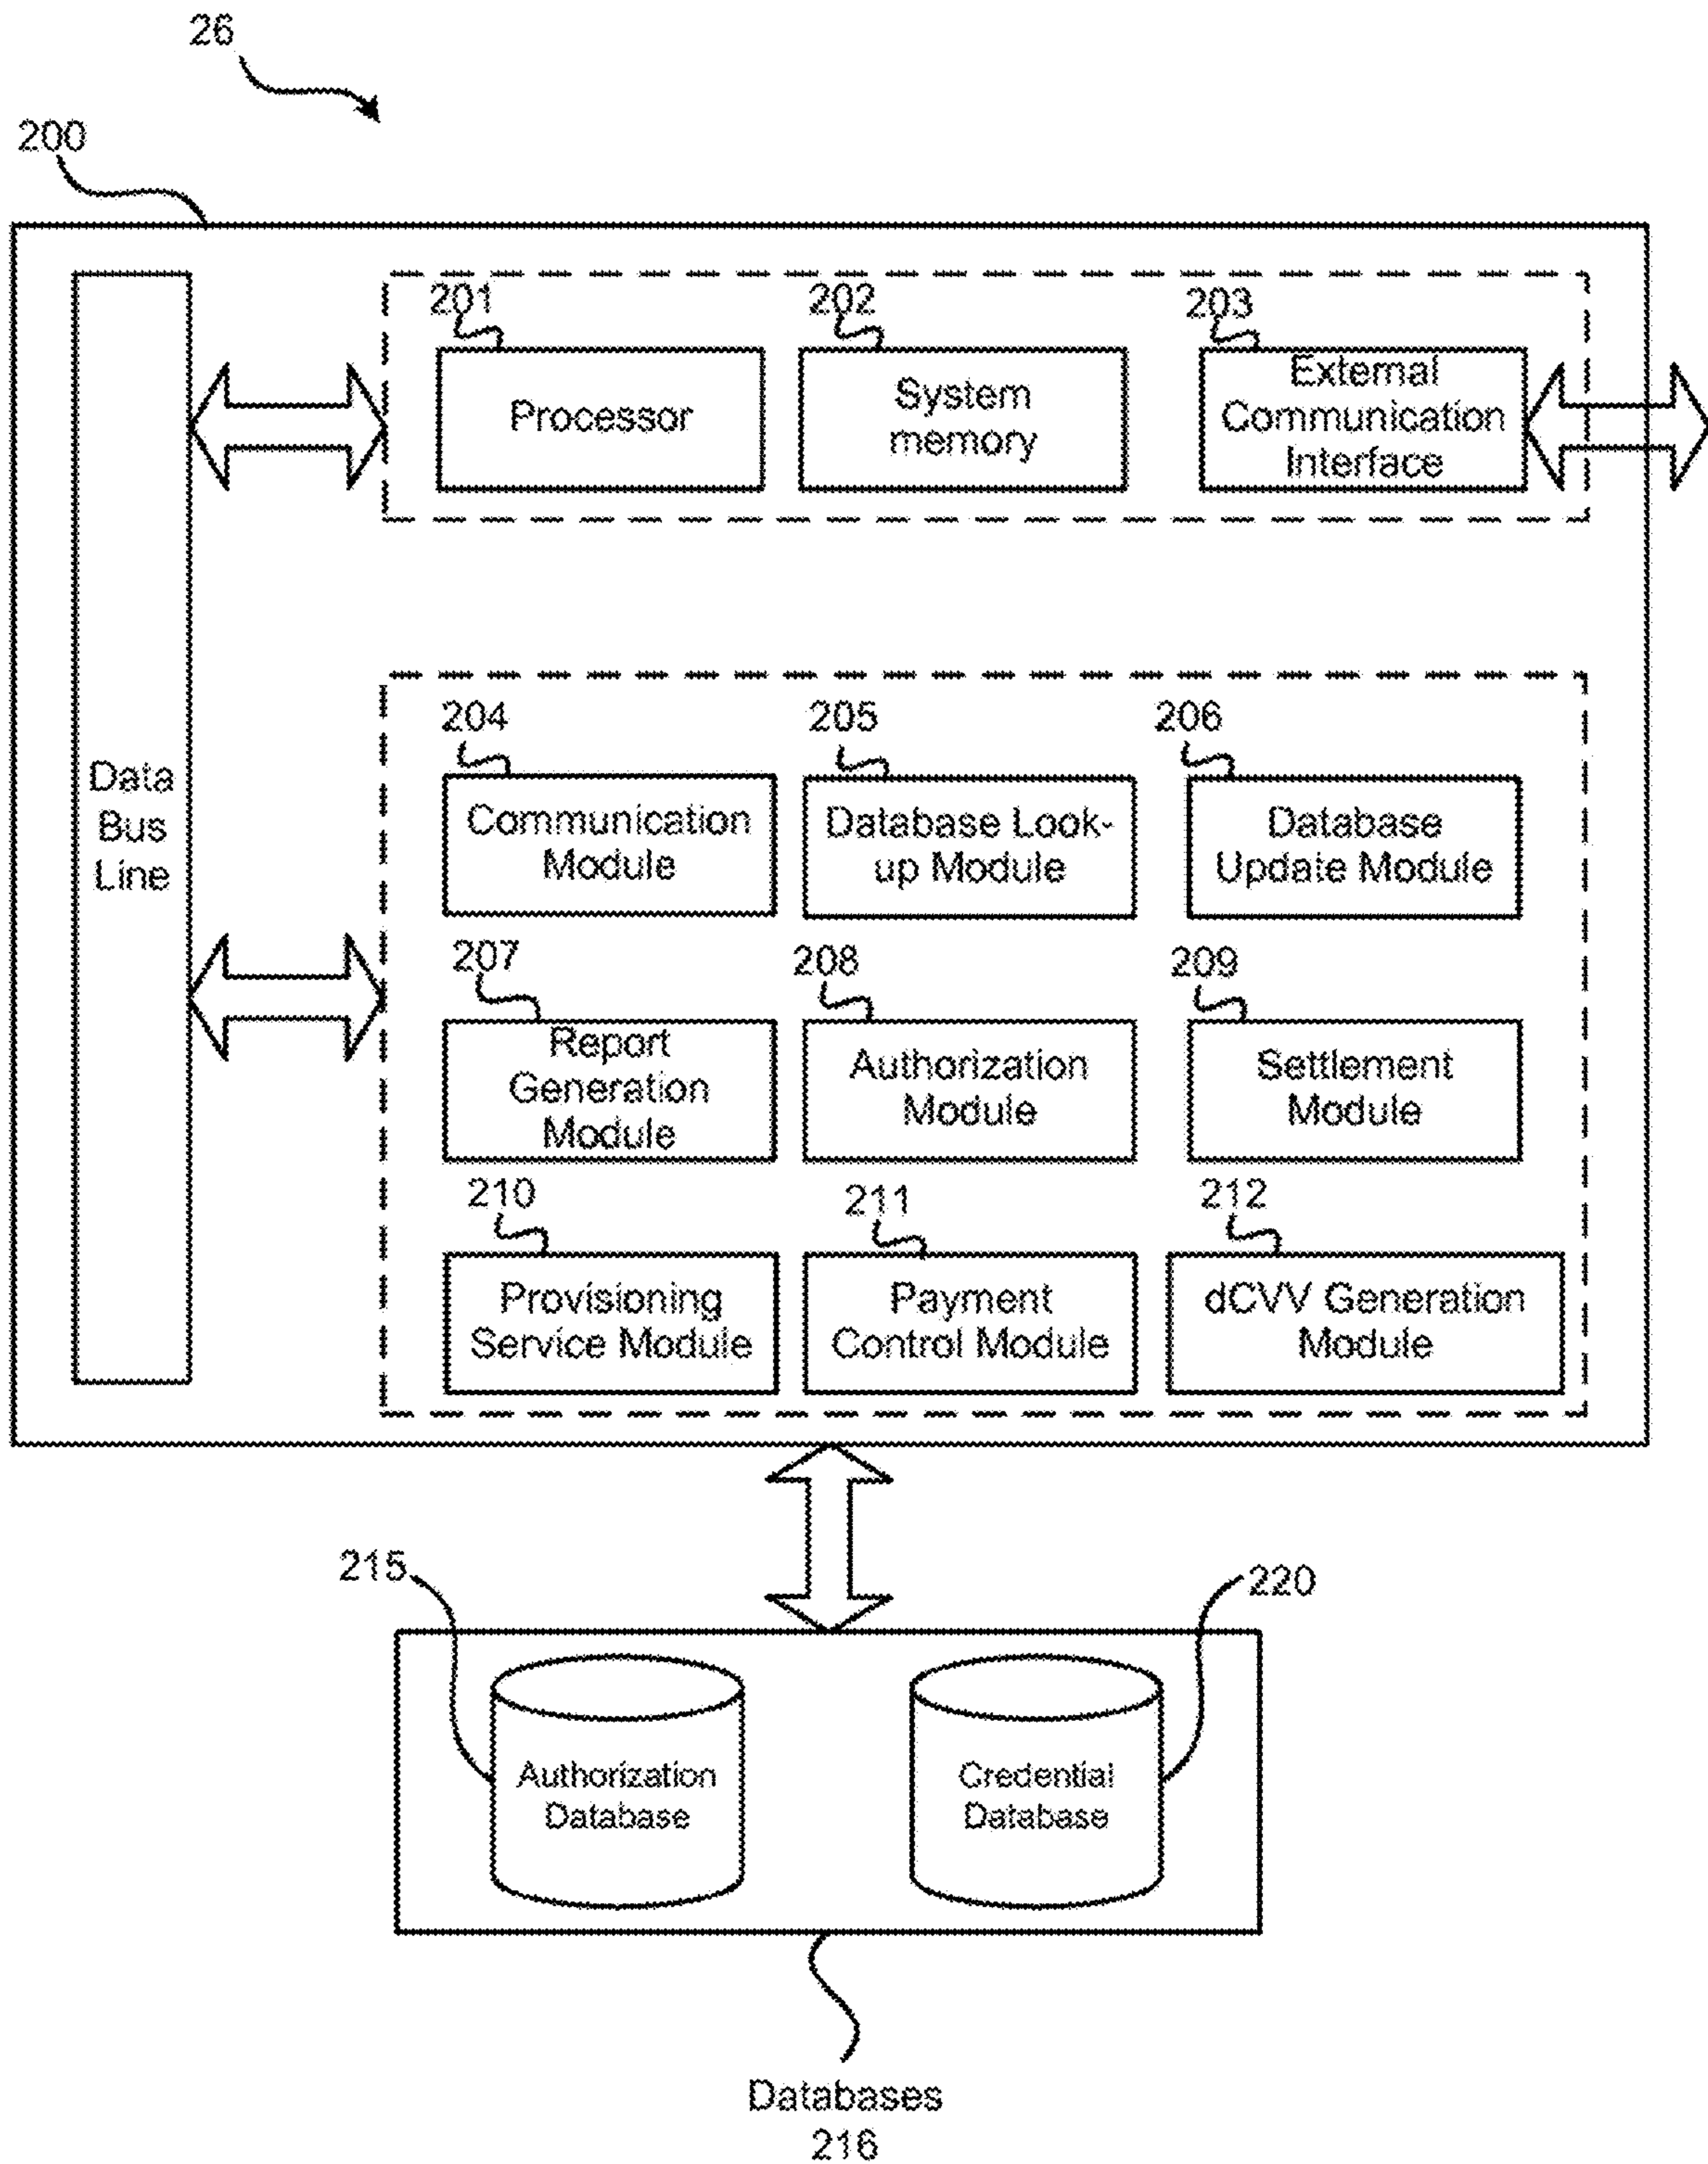 26
200
201
202
203
Processor
System
memory
External
Communication
Interface
Data
Bus
Line
204
205
206
Communication
Module
Database Look-
up Module
Database
Update Module
207
208
209
Report
Generation
Module
Authorization
Module
Settlement
Module
210
211
212
Provisioning
Service Module
Payment
Control Module
dCVV Generation
Module
215
220
Authorization
Database
Credential
Database
Databases
216